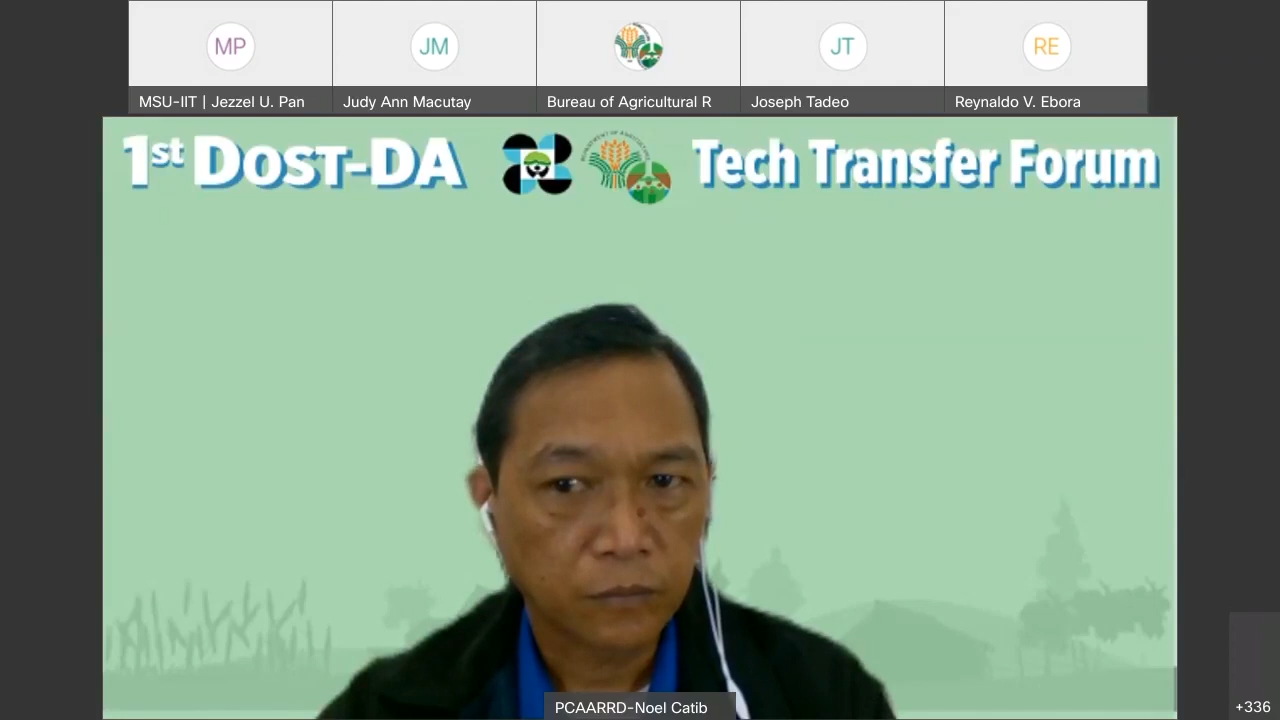 MP
JM
JT
RE
MSU-IIT | Jezzel U. Pan
Judy Ann Macutay
Bureau of Agricultural R
Joseph Tadeo
Reynaldo V. Ebora
1st DOST-DA
Tech Transfer Forum
PCAARRD-Noel Catib
+336